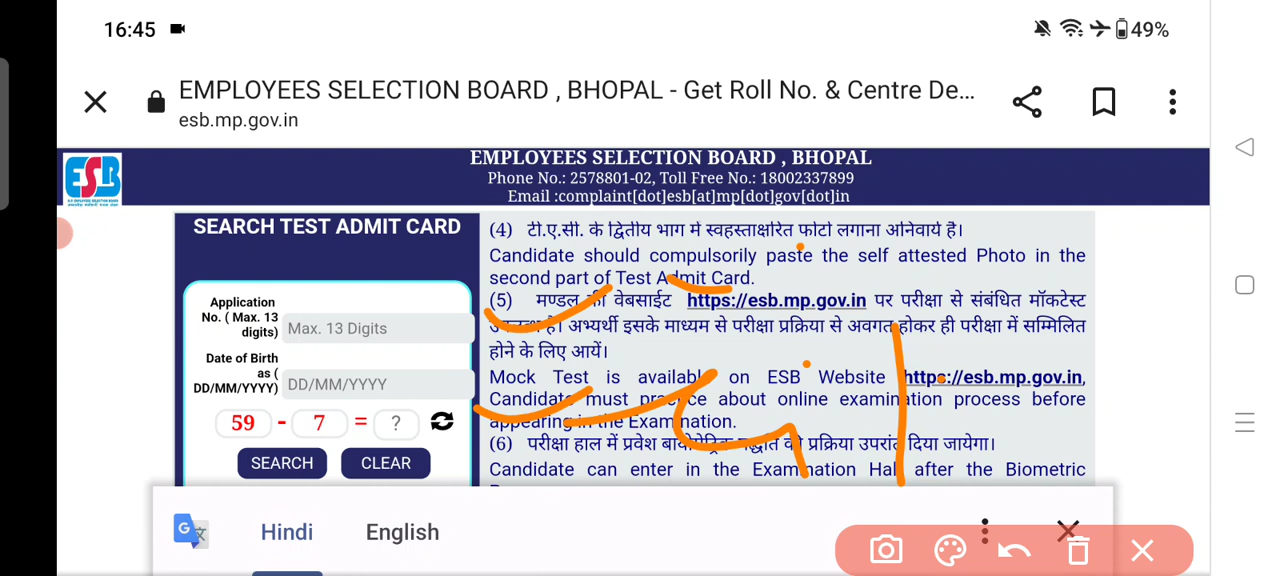 16:45
49%
EMPLOYEES SELECTION BOARD , BHOPAL - Get Roll No. & Centre De...
esb.mp.gov.in
ESB
EMPLOYEES SELECTION BOARD , BHOPAL
Phone No.: 2578801-02, Toll Free No.: 18002337899
Email :complaint[dot]esb[at]mp[dot]gov[dot]in
SEARCH TEST ADMIT CARD
Application
No. ( Max. 13
digits)
Max. 13 Digits
Date of Birth
as (
DD/MM/YYYY)
DD/MM/YYYY
59 - 7 = ?
SEARCH CLEAR
(4) टी.ए.सी. के द्वितीय भाग में स्वहस्ताक्षरित फोटो लगाना अनिवार्य है।
Candidate should compulsorily paste the self attested Photo in the
second part of Test Admit Card.
(5) मण्डल की वेबसाईट https://esb.mp.gov.in पर परीक्षा से संबंधित मॉकटेस्ट
उपलब्ध है। अभ्यर्थी इसके माध्यम से परीक्षा प्रक्रिया से अवगत होकर ही परीक्षा में सम्मिलित
होने के लिए आयें।
Mock Test is available on ESB Website https://esb.mp.gov.in,
Candidate must practice about online examination process before
appearing in the Examination.
(6) परीक्षा हाल में प्रवेश बायोमेट्रिक पद्धति की प्रक्रिया उपरांत दिया जायेगा।
Candidate can enter in the Examination Hall after the Biometric
Hindi English